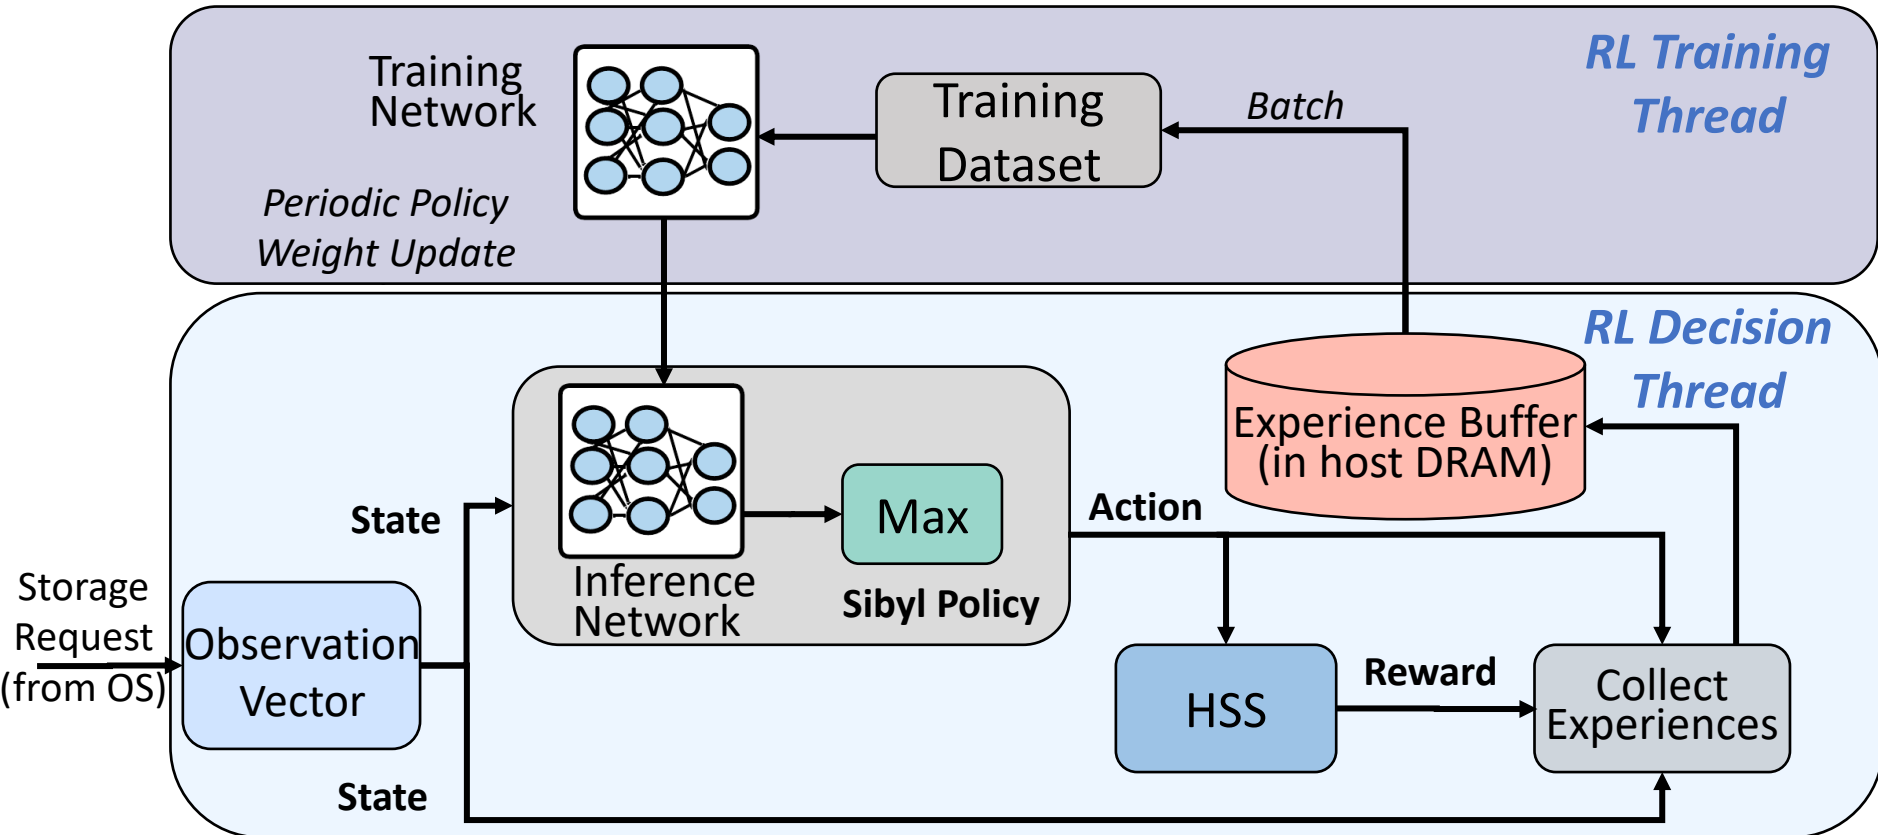 RL Training
Thread
Training
Network
Training
Dataset
Batch
Periodic Policy
Weight Update
RL Decision
Thread
Experience Buffer
(in host DRAM)
State
Max
Action
Inference
Network
Sibyl Policy
Storage
Request
(from OS)
Observation
Vector
HSS
Reward
Collect
Experiences
State